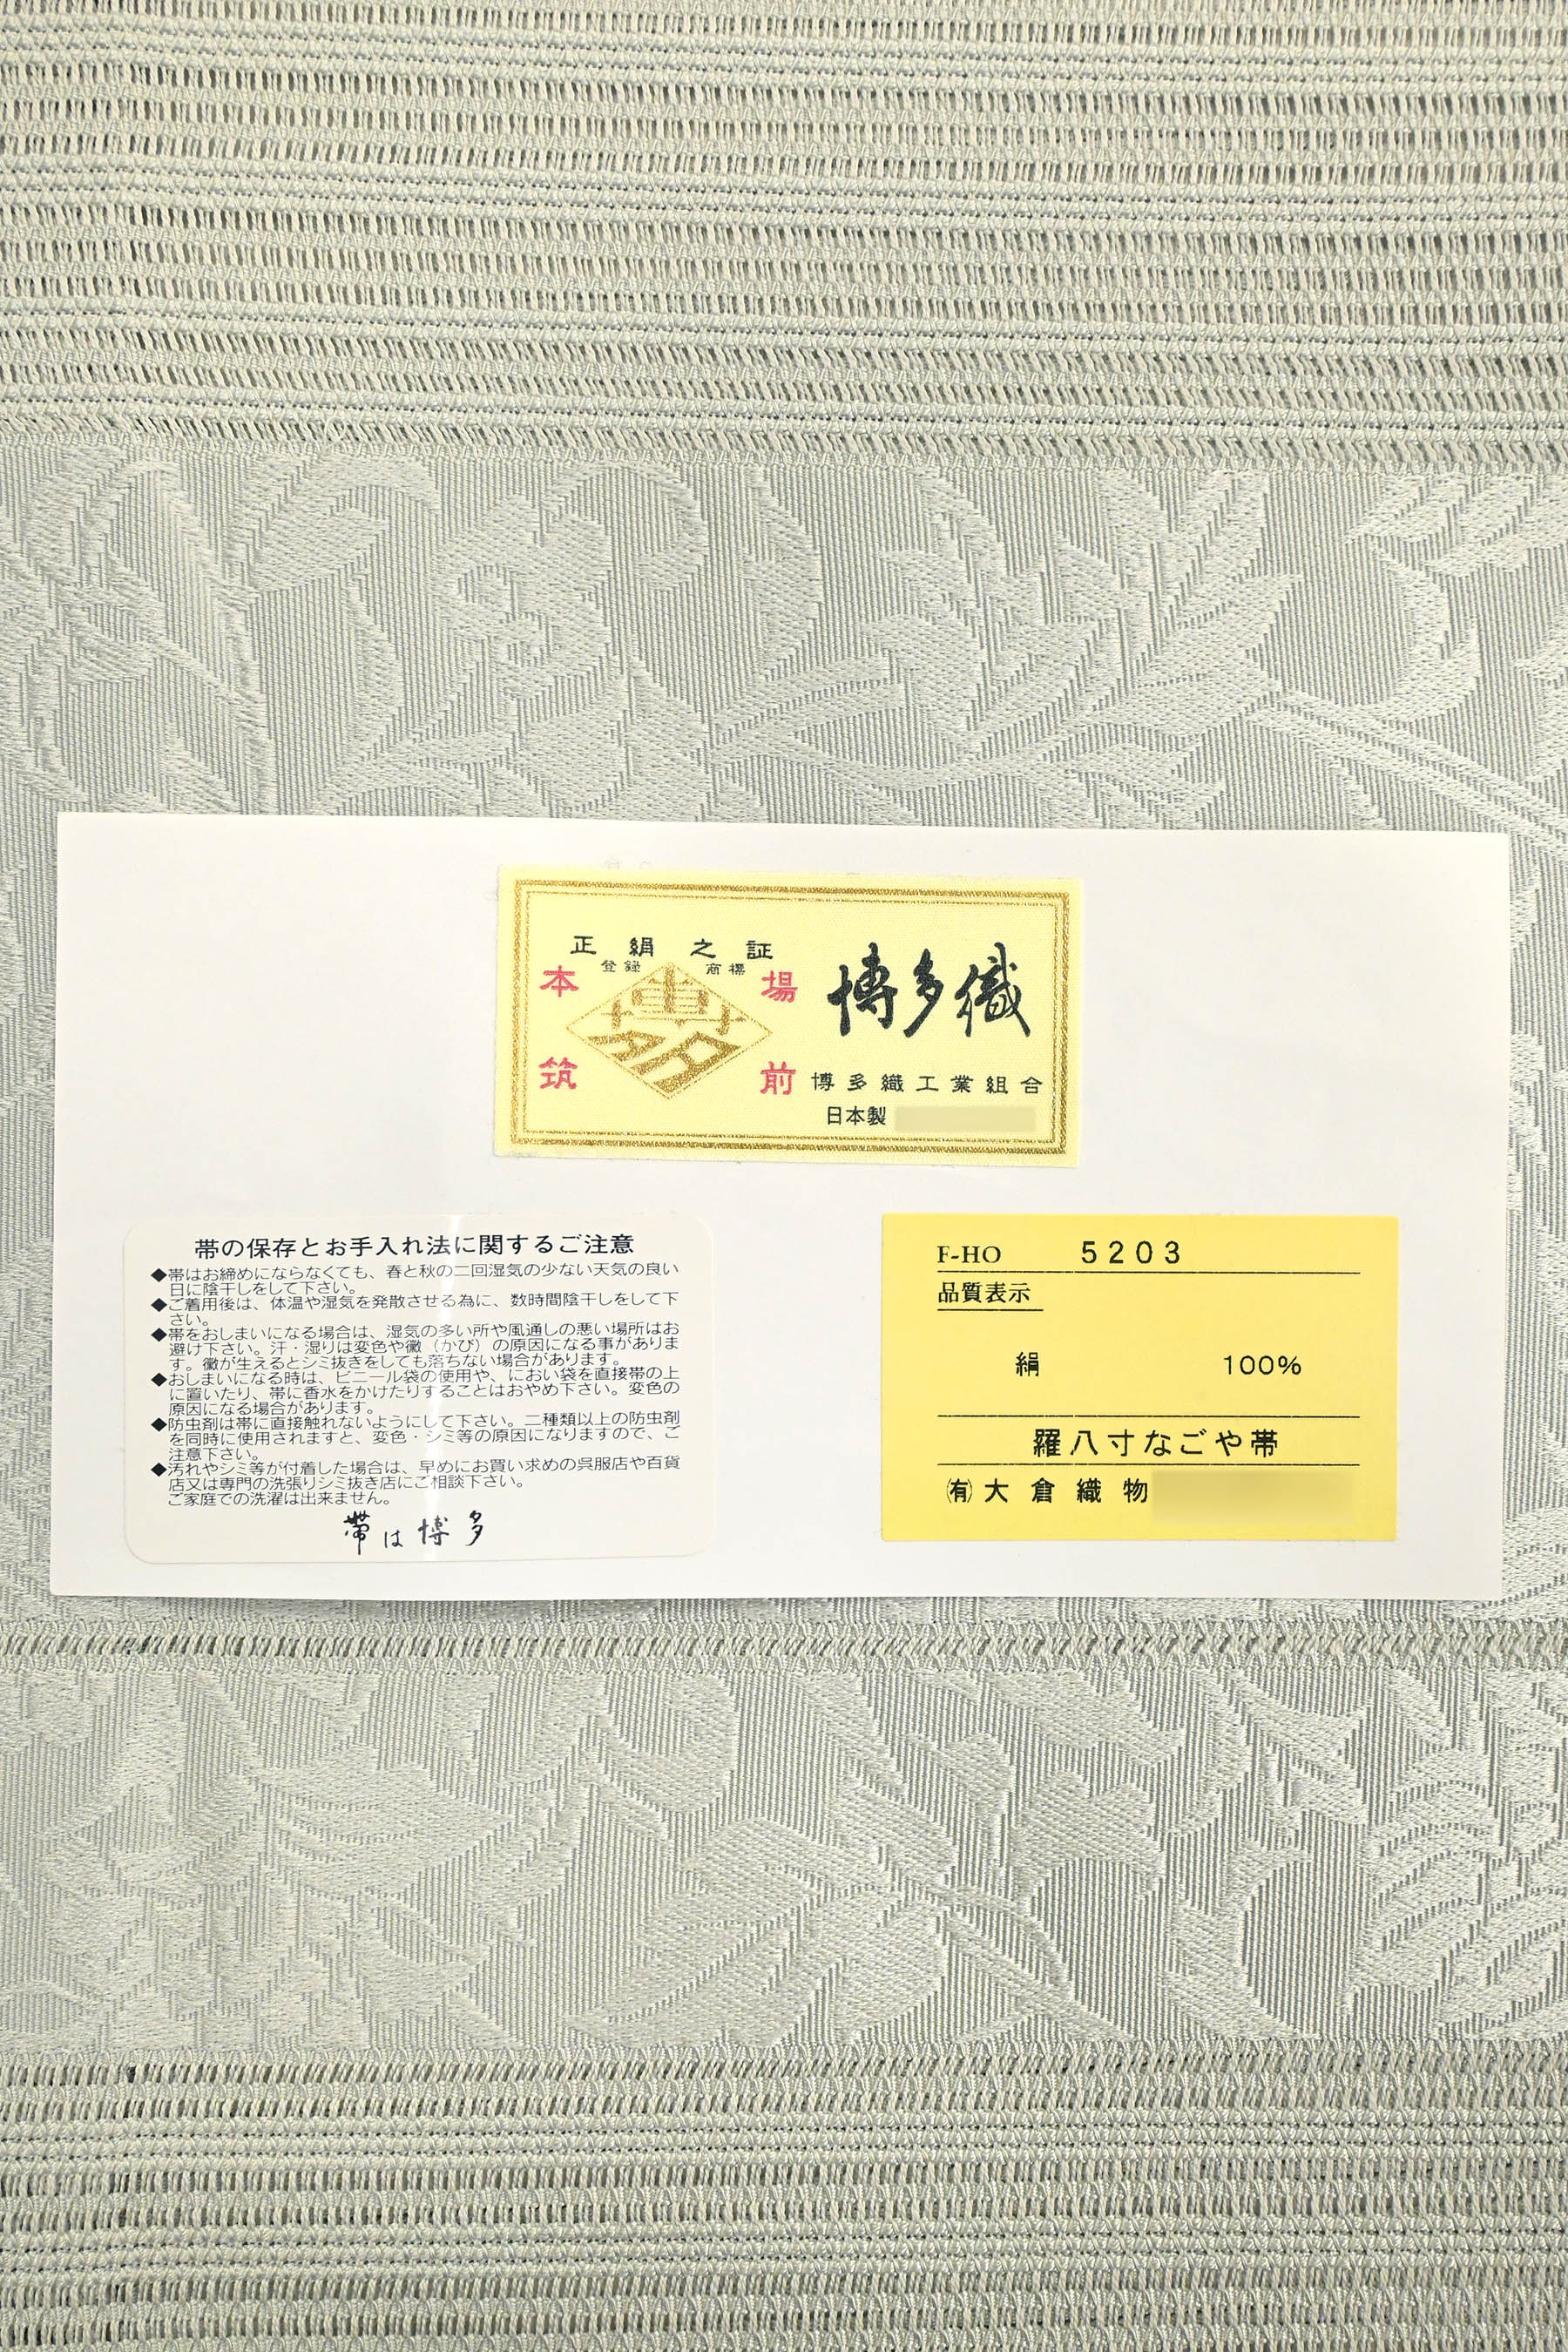 正絹之証
登録 商標
本 場
博多
筑 前
博多織
博多織工業組合
日本製
帯の保存とお手入れ法に関するご注意
◆帯はお締めにならなくても、春と秋の二回湿気の少ない天気の良い
日に陰干しをして下さい。
◆ご着用後は、体温や湿気を発散させる為に、数時間陰干しをして下
さい。
◆帯をおしまいになる場合は、湿気の多い所や風通しの悪い場所はお
避け下さい。汗・湿りは変色や黴（かび）の原因になる事がありま
す。黴が生えるとシミ抜きをしても落ちない場合があります。
◆おしまいになる時は、ビニール袋の使用や、におい袋を直接帯の上
に置いたり、帯に香水をかけたりすることはおやめ下さい。変色の
原因になる場合があります。
◆防虫剤は帯に直接触れないようにして下さい。二種類以上の防虫剤
を同時に使用されますと、変色・シミ等の原因になりますので、ご
注意下さい。
◆汚れやシミ等が付着した場合は、早めにお買い求めの呉服店や百貨
店又は専門の洗張りシミ抜き店にご相談下さい。
ご家庭での洗濯は出来ません。
帯は博多
F-HO 5203
品質表示
絹 100%
羅八寸なごや帯
㈲大倉織物